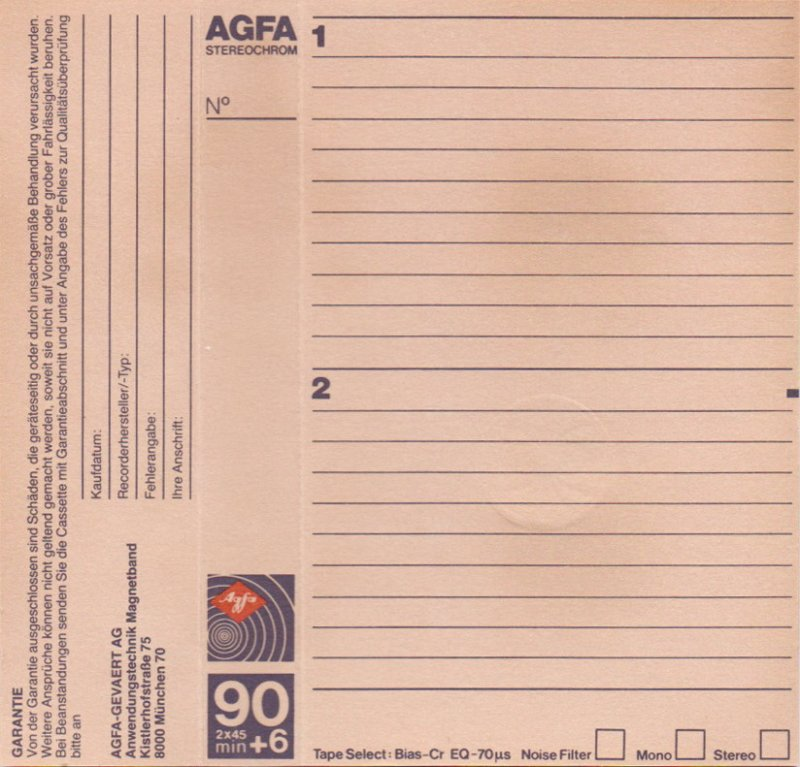 GARANTIE
Von der Garantie ausgeschlossen sind Schäden, die geräteseitig oder durch unsachgemäße Behandlung verursacht wurden.
Weitere Ansprüche können nicht geltend gemacht werden, soweit sie nicht auf Vorsatz oder grober Fahrlässigkeit beruhen.
Bei Beanstandungen senden Sie die Cassette mit Garantieabschnitt und unter Angabe des Fehlers zur Qualitätsüberprüfung
bitte an
Kaufdatum:
Recorderhersteller/-Typ:
Fehlerangabe:
Ihre Anschrift:
AGFA-GEVAERT AG
Anwendungstechnik Magnetband
Kistlerhofstraße 75
8000 München 70
AGFA
STEREOCHROM
Nº
Agfa
90
2x45
min +6
1
2
Tape Select: Bias-Cr EQ-70µs Noise Filter Mono Stereo